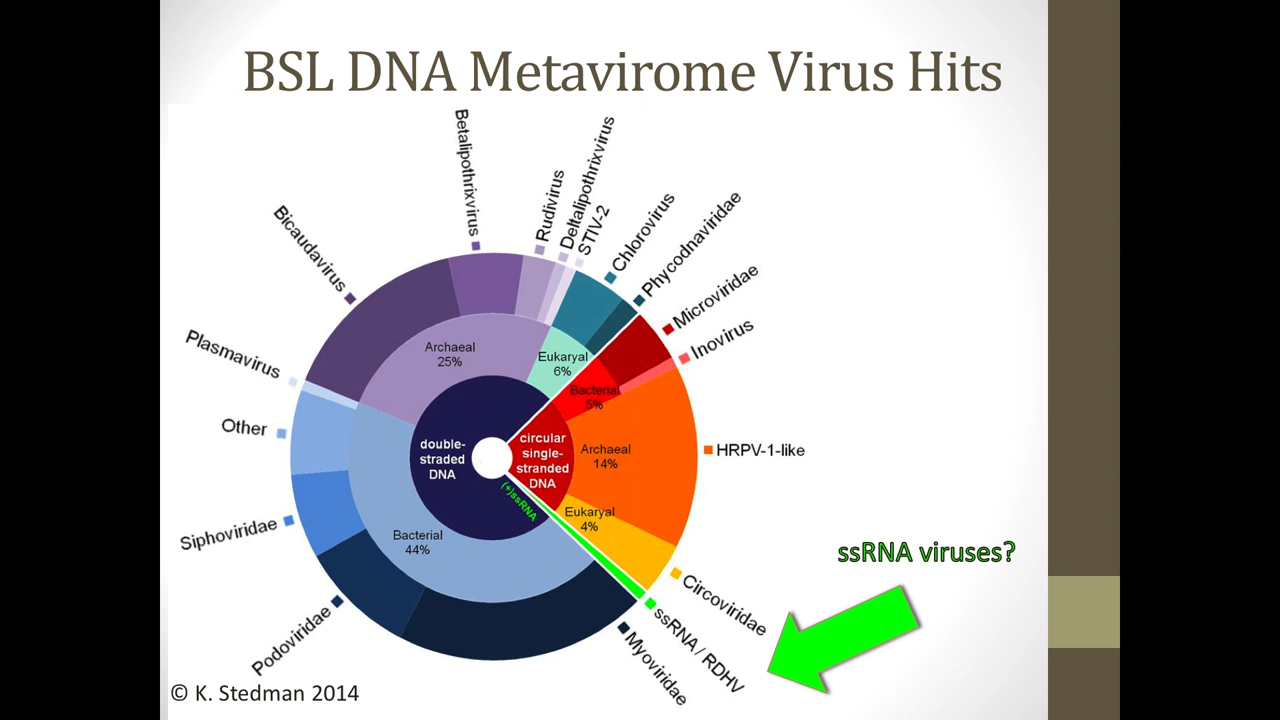 BSL DNA Metavirome Virus Hits
Betalipothrixvirus
Rudivirus
Deltalipothrixvirus
STIV-2
Chlorovirus
Phycodnaviridae
Microviridae
Inovirus
HRPV-1-like
Circoviridae
ssRNA / RDHV
Myoviridae
Podoviridae
Siphoviridae
Other
Plasmavirus
Bicaudavirus
Archaeal
25%
Eukaryal
6%
Bacterial
5%
Archaeal
14%
Eukaryal
4%
Bacterial
44%
double-
straded
DNA
circular
single-
stranded
DNA
(+)ssRNA
ssRNA viruses?
© K. Stedman 2014